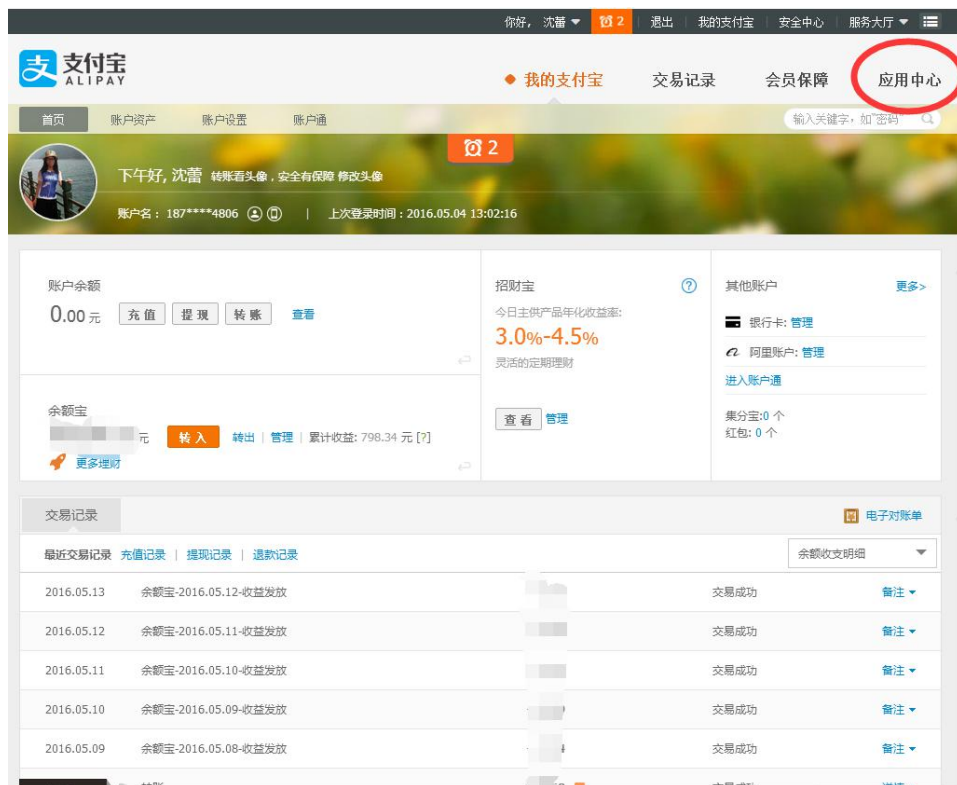 你好, 沈蕾 2 退出 我的支付宝 安全中心 服务大厅
支付宝 ALIPAY
我的支付宝 交易记录 会员保障 应用中心
首页 账户资产 账户设置 账户通 输入关键字,如"密码"
2
下午好, 沈蕾 转账看头像,安全有保障 修改头像
账户名: 187****4806 | 上次登录时间: 2016.05.04 13:02:16
账户余额
0.00 元 充值 提现 转账 查看
余额宝
元 转入 转出 | 管理 | 累计收益: 798.34 元 [?]
更多理财
招财宝
今日主供产品年化收益率:
3.0%-4.5%
灵活的定期理财
查看 管理
其他账户 更多>
银行卡: 管理
阿里账户: 管理
进入账户通
集分宝:0 个
红包: 0 个
交易记录 电子对账单
最近交易记录 充值记录 | 提现记录 | 退款记录 余额收支明细
2016.05.13 余额宝-2016.05.12-收益发放 交易成功 备注
2016.05.12 余额宝-2016.05.11-收益发放 交易成功 备注
2016.05.11 余额宝-2016.05.10-收益发放 交易成功 备注
2016.05.10 余额宝-2016.05.09-收益发放 交易成功 备注
2016.05.09 余额宝-2016.05.08-收益发放 交易成功 备注